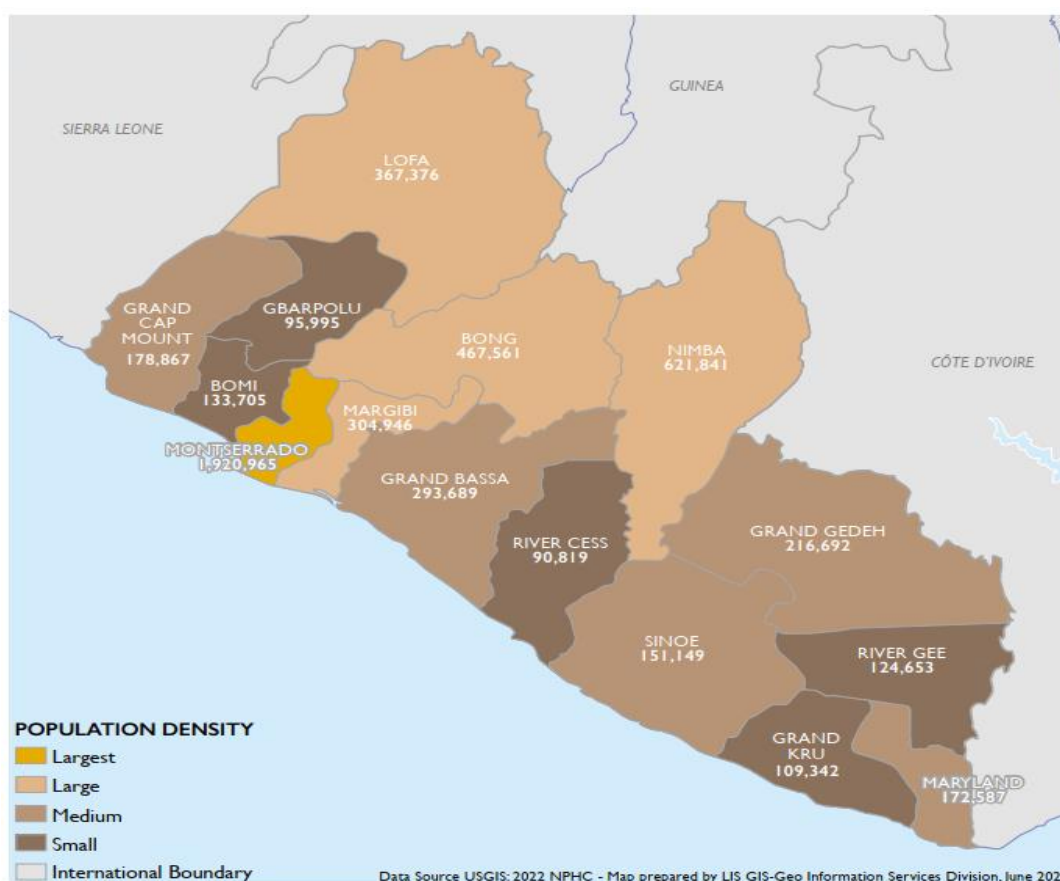 GUINEA
SIERRA LEONE
LOFA
367,376
GRAND
CAP
MOUNT
178,867
GBARPOLU
95,995
BONG
467,561
NIMBA
621,841
CÔTE D'IVOIRE
BOMI
133,705
MARGIBI
304,946
MONTSERRADO
1,920,965
GRAND BASSA
293,689
RIVER CESS
90,819
GRAND GEDEH
216,692
SINOE
151,149
RIVER GEE
124,653
GRAND
KRU
109,342
MARYLAND
172,587
POPULATION DENSITY
Largest
Large
Medium
Small
International Boundary
Data Source USGIS: 2022 NPHC - Map prepared by LIS GIS-Geo Information Services Division, June 202